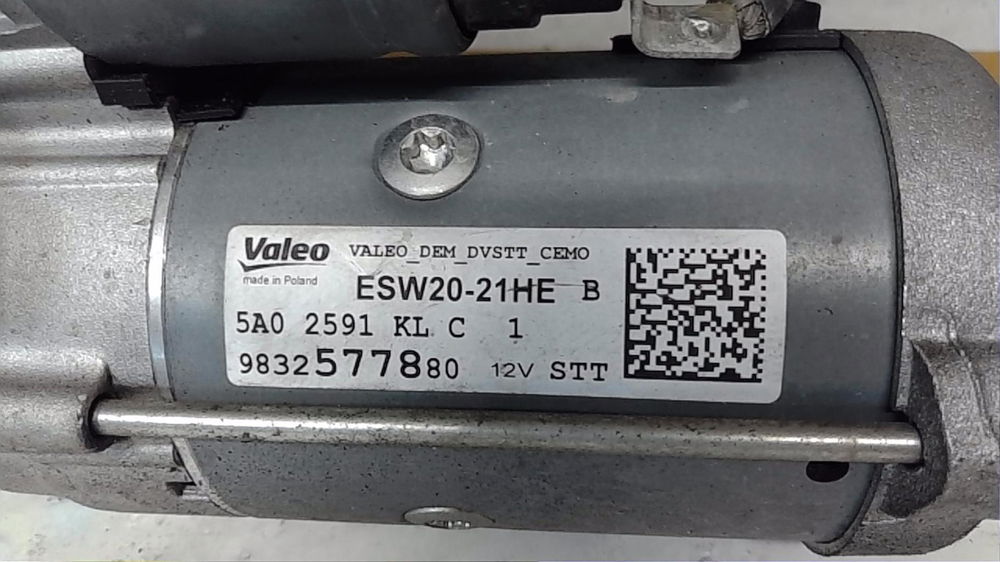 Valeo VALEO_DEM_DVSTT_CEMO
made in Poland
ESW20-21HE B
5A0 2591 KL C 1
9832577880 12V STT